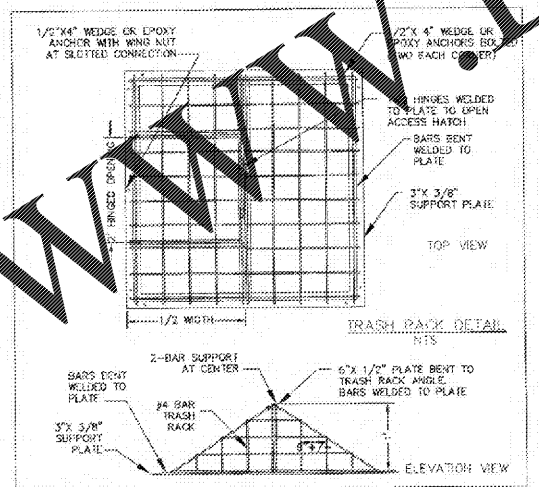 1/2"X4" WEDGE OR EPOXY
ANCHOR WITH WING NUT
AT SLOTTED CONNECTION
1/2"X 4" WEDGE OR
EPOXY ANCHORS BOLTED
(TWO EACH CORNER)
HINGES WELDED
TO PLATE TO OPEN
ACCESS HATCH
BARS BENT
WELDED TO
PLATE
3"X 3/8"
SUPPORT PLATE
HINGED OPENING
TOP VIEW
1/2 WIDTH
TRASH RACK DETAIL
NTS
2-BAR SUPPORT
AT CENTER
6"X 1/2" PLATE BENT TO
TRASH RACK ANGLE.
BARS WELDED TO PLATE
BARS BENT
WELDED TO
PLATE
#4 BAR
TRASH
RACK
3"X 3/8"
SUPPORT
PLATE
ELEVATION VIEW
WWW.